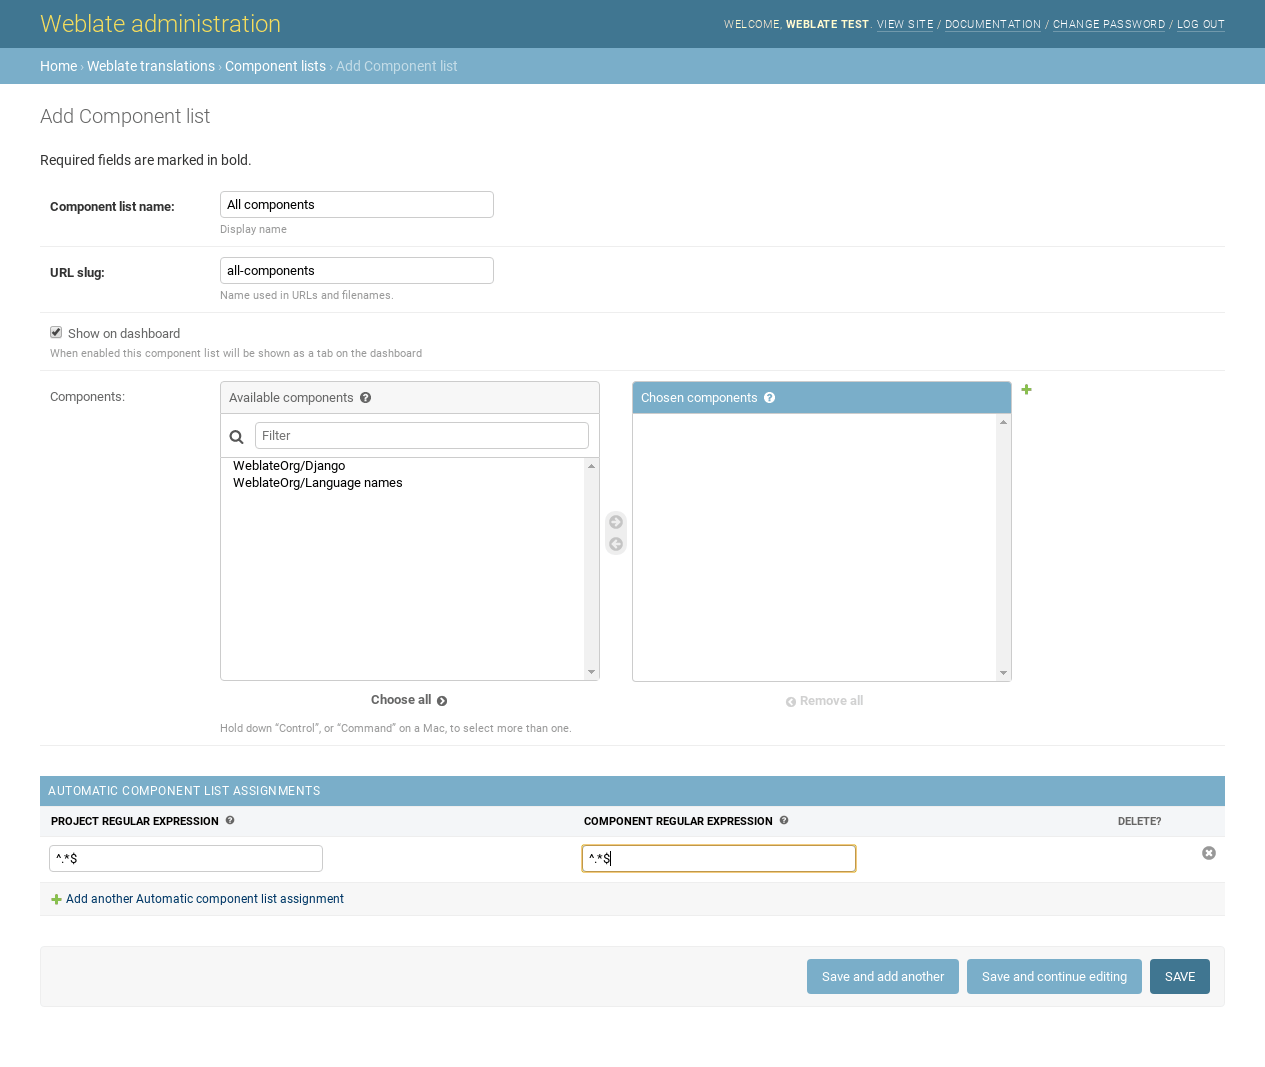 Weblate administration
WELCOME, WEBLATE TEST. VIEW SITE / DOCUMENTATION / CHANGE PASSWORD / LOG OUT
Home › Weblate translations › Component lists › Add Component list
Add Component list
Required fields are marked in bold.
Component list name:
All components
Display name
URL slug:
all-components
Name used in URLs and filenames.
Show on dashboard
When enabled this component list will be shown as a tab on the dashboard
Components:
Available components
Filter
WeblateOrg/Django
WeblateOrg/Language names
Choose all
Chosen components
Remove all
Hold down “Control”, or “Command” on a Mac, to select more than one.
AUTOMATIC COMPONENT LIST ASSIGNMENTS
PROJECT REGULAR EXPRESSION COMPONENT REGULAR EXPRESSION DELETE?
^.*$ ^.*$
Add another Automatic component list assignment
Save and add another Save and continue editing SAVE